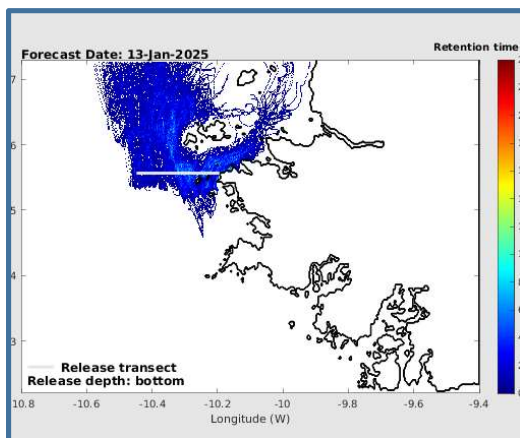 Forecast Date: 13-Jan-2025
Retention time
7
6
5
4
3
Release transect
Release depth: bottom
10.8 -10.6 -10.4 -10.2 -10 -9.8 -9.6 -9.4
Longitude (W)